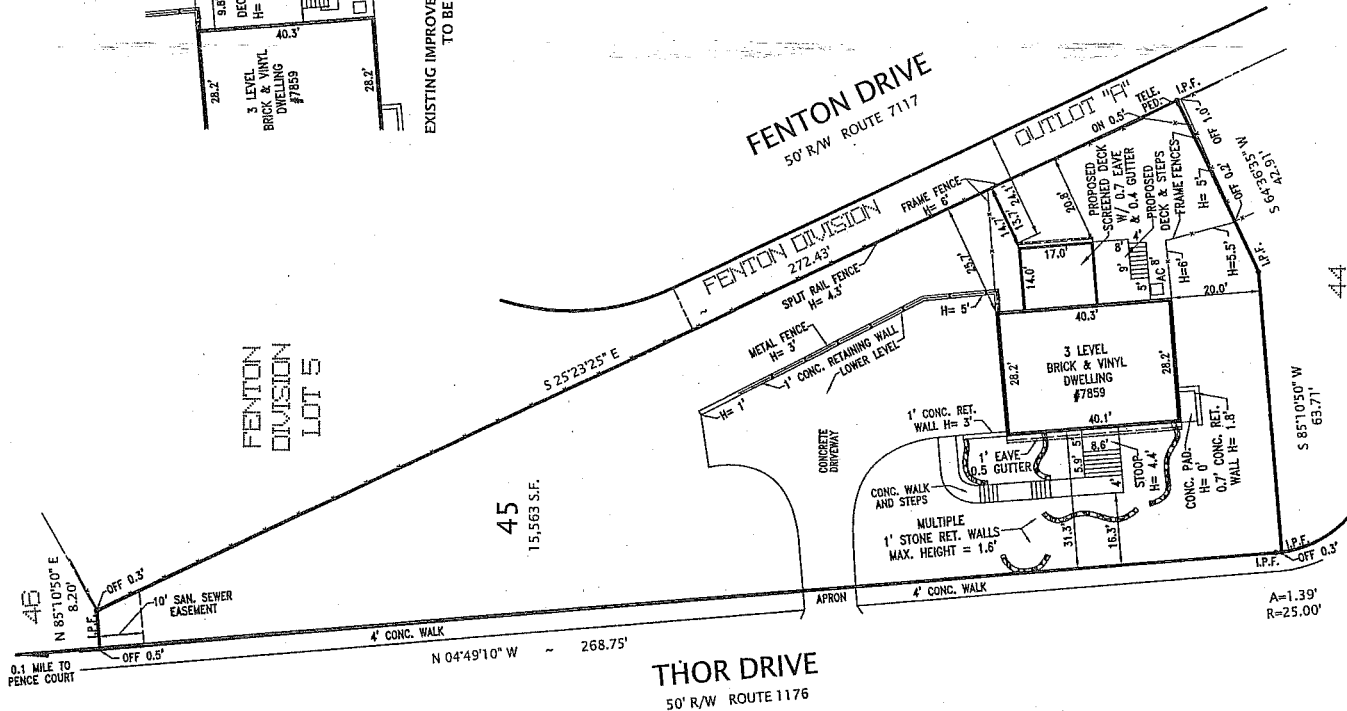 9.8'
DEC
H=
40.3'
28.2'
3 LEVEL
BRICK & VINYL
DWELLING
#7859
28.2'
EXISTING IMPROVE
TO BE
FENTON DRIVE
50' R/W ROUTE 7117
OUTLOT "A"
TELE.
PED.
I.P.F.
ON 0.5'
OFF 1.0'
OFF 0.2'
S 64°36'35" W
42.91'
FENTON DIVISION
272.43'
FRAME FENCE
H= 6'
SPLIT RAIL FENCE
H= 4.3'
25.7'
14.7'
13.7'
24.1'
20.8'
PROPOSED
SCREENED DECK
W/ 0.7 EAVE
& 0.4 GUTTER
PROPOSED
DECK & STEPS
FRAME FENCES
H= 5'
17.0'
14.0'
8'
4'
9'
5'
AC
8'
H=6'
H=5.5'
I.P.F.
20.0'
44
S 25°23'25" E
METAL FENCE
H= 3'
1' CONC. RETAINING WALL
LOWER LEVEL
H= 5'
H= 1'
40.3'
28.2'
3 LEVEL
BRICK & VINYL
DWELLING
#7859
28.2'
40.1'
S 85°10'50" W
63.71'
FENTON
DIVISION
LOT 5
CONCRETE
DRIVEWAY
1' CONC. RET.
WALL H= 3'
1' EAVE
0.5 GUTTER
5'
5.9'
8.6'
STOOP
H= 4.4'
4'
CONC. PAD
H= 0'
0.7' CONC. RET.
WALL H= 1.8'
CONC. WALK
AND STEPS
MULTIPLE
1' STONE RET. WALLS
MAX. HEIGHT = 1.6'
31.3'
16.3'
45
15,563 S.F.
46
N 85°10'50" E
8.20'
I.P.F.
OFF 0.3'
10' SAN. SEWER
EASEMENT
OFF 0.5'
0.1 MILE TO
PENCE COURT
4' CONC. WALK
N 04°49'10" W ~ 268.75'
APRON
4' CONC. WALK
I.P.F.
I.P.F.
OFF 0.3'
A=1.39'
R=25.00'
THOR DRIVE
50' R/W ROUTE 1176